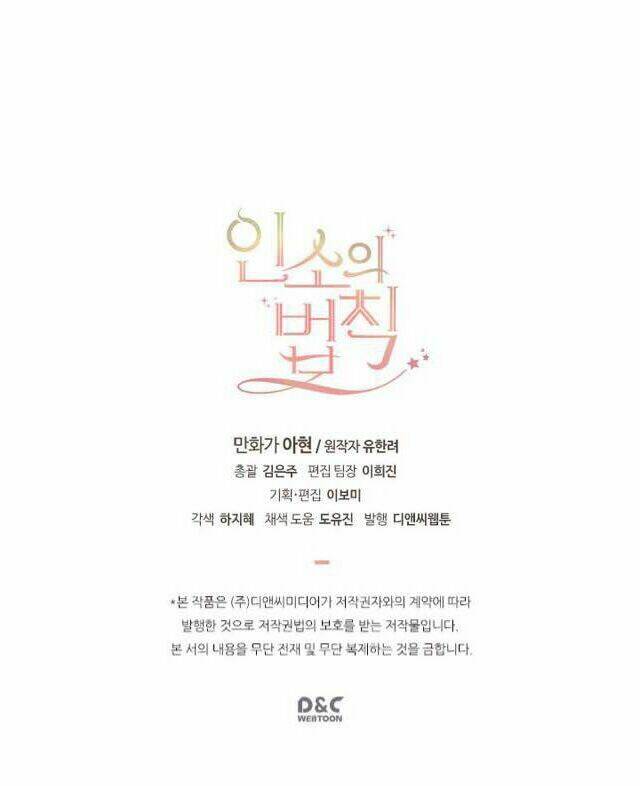 인소의
법칙
만화가 아현 / 원작자 유한려
총괄 김은주 편집 팀장 이희진
기획·편집 이보미
각색 하지혜 채색 도움 도유진 발행 디앤씨웹툰
*본 작품은 (주)디앤씨미디어가 저작권자와의 계약에 따라
발행한 것으로 저작권법의 보호를 받는 저작물입니다.
본 서의 내용을 무단 전재 및 무단 복제하는 것을 금합니다.
D&C
WEBTOON